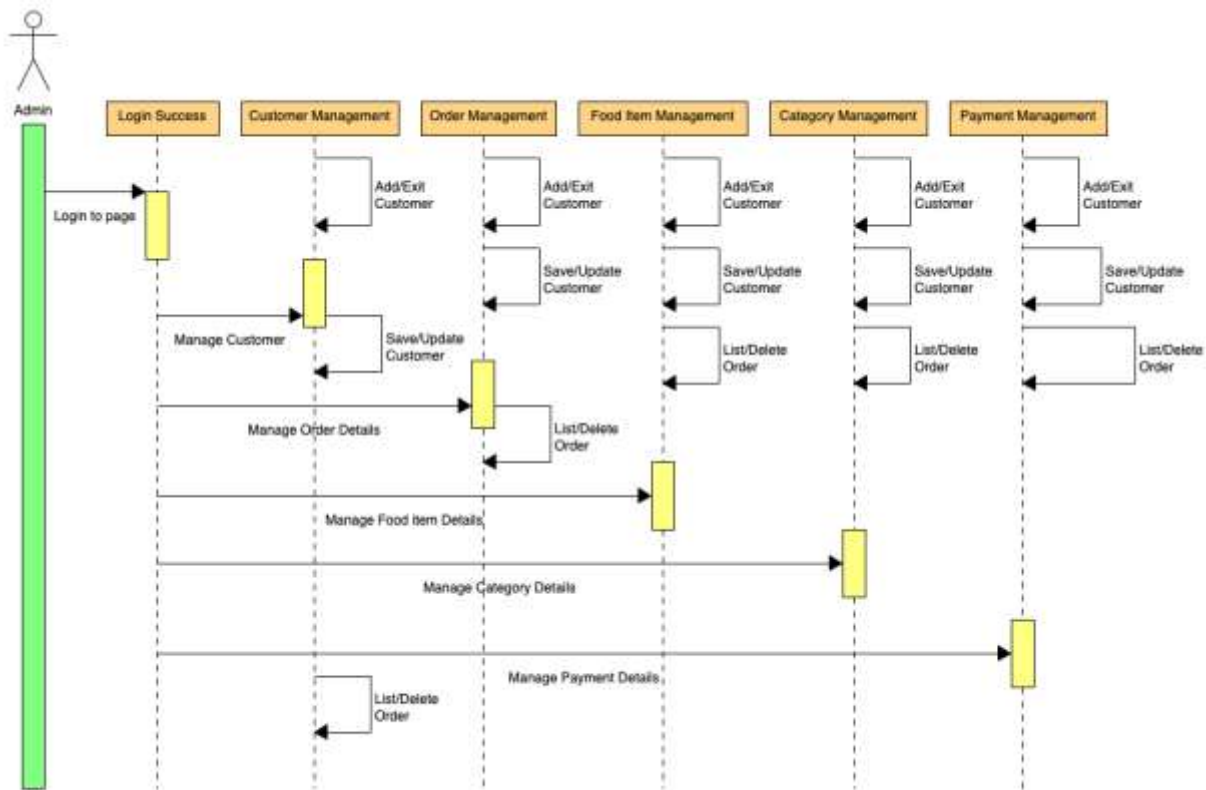 Admin
Login Success
Customer Management
Order Management
Food Item Management
Category Management
Payment Management
Add/Exit
Customer
Add/Exit
Customer
Add/Exit
Customer
Add/Exit
Customer
Add/Exit
Customer
Login to page
Save/Update
Customer
Save/Update
Customer
Save/Update
Customer
Save/Update
Customer
Manage Customer
Save/Update
Customer
List/Delete
Order
List/Delete
Order
List/Delete
Order
Manage Order Details
List/Delete
Order
Manage Food item Details
Manage Category Details
Manage Payment Details
List/Delete
Order